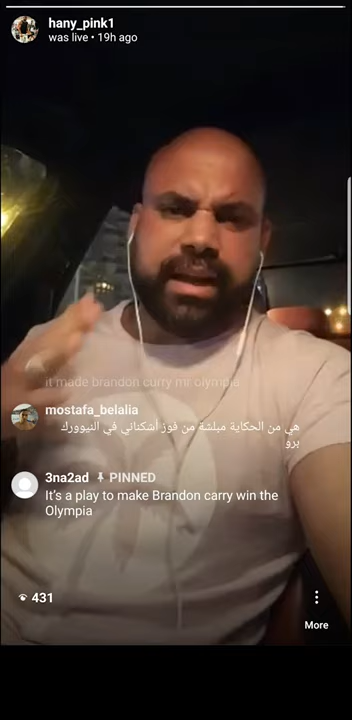 hany_pink1
was live • 19h ago
it made brandon curry mr olympia
mostafa_belalia
هي من الحكاية مبلشة من فوز أشكناني في النيوورك
برو
3na2ad PINNED
It's a play to make Brandon carry win the
Olympia
431
More